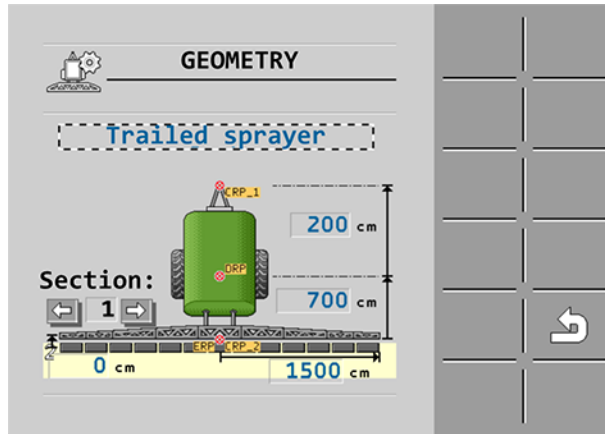 GEOMETRY
Trailed sprayer
CRP_1
200 cm
DRP
Section:
700 cm
1
ERP CRP_2
0 cm
1500 cm